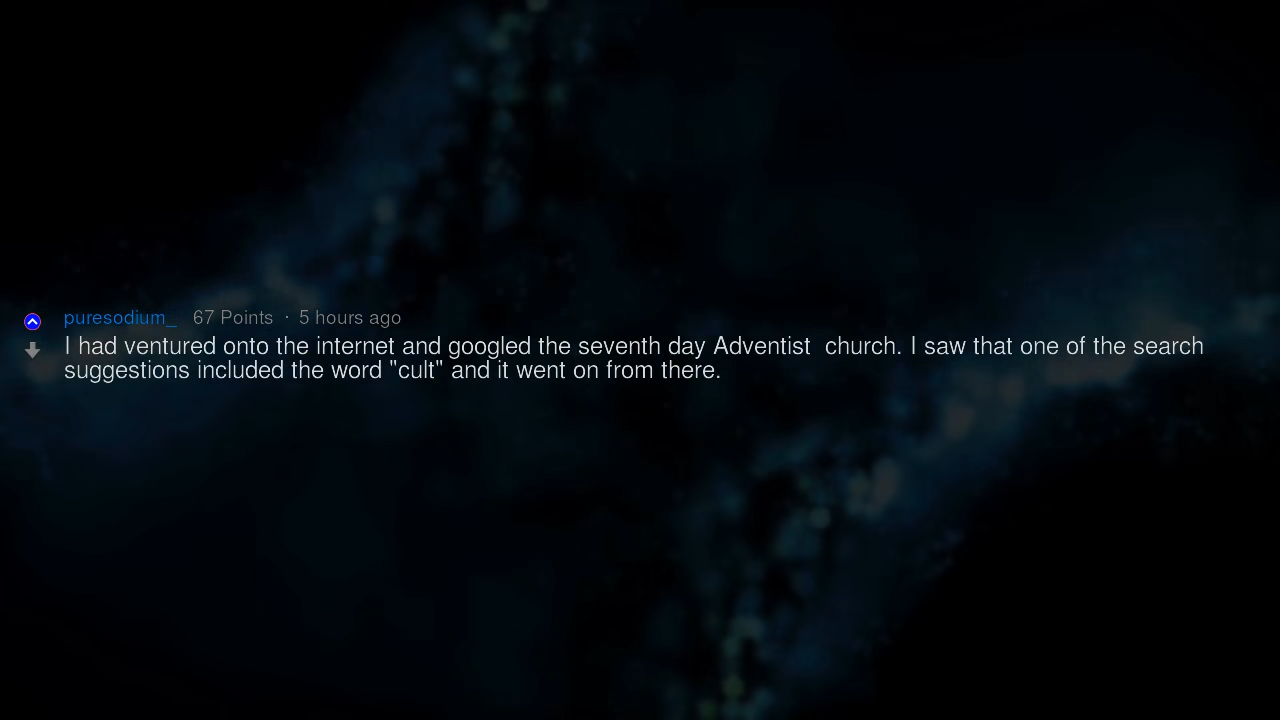 puresodium_ 67 Points · 5 hours ago
I had ventured onto the internet and googled the seventh day Adventist  church. I saw that one of the search
suggestions included the word "cult" and it went on from there.